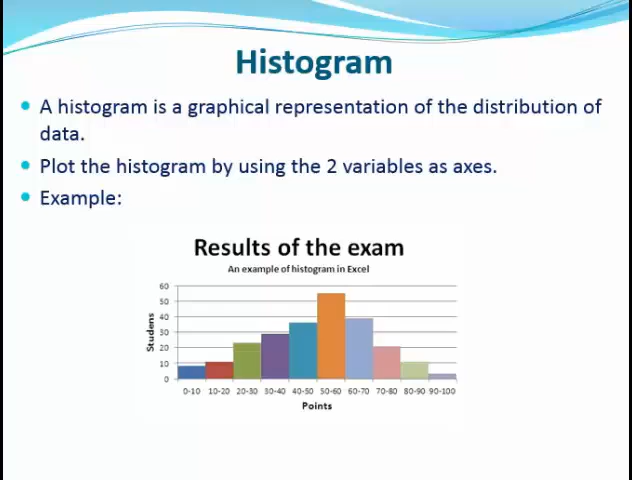 Histogram
A histogram is a graphical representation of the distribution of
data.
Plot the histogram by using the 2 variables as axes.
Example:
Results of the exam
An example of histogram in Excel
60
50
40
30
20
10
0
Studens
0-10 10-20 20-30 30-40 40-50 50-60 60-70 70-80 80-90 90-100
Points